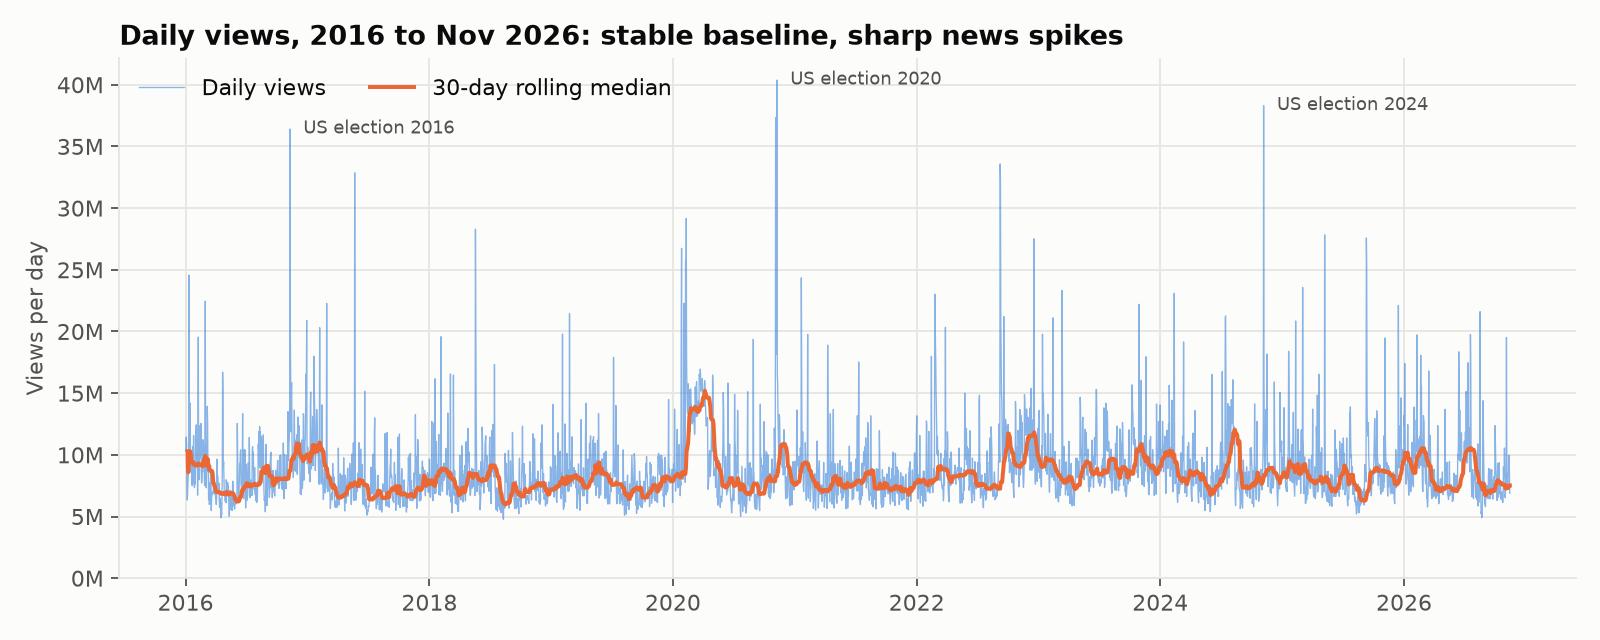 Daily views, 2016 to Nov 2026: stable baseline, sharp news spikes
Daily views
30-day rolling median
US election 2016
US election 2020
US election 2024
Views per day
40M
35M
30M
25M
20M
15M
10M
5M
0M
2016
2018
2020
2022
2024
2026